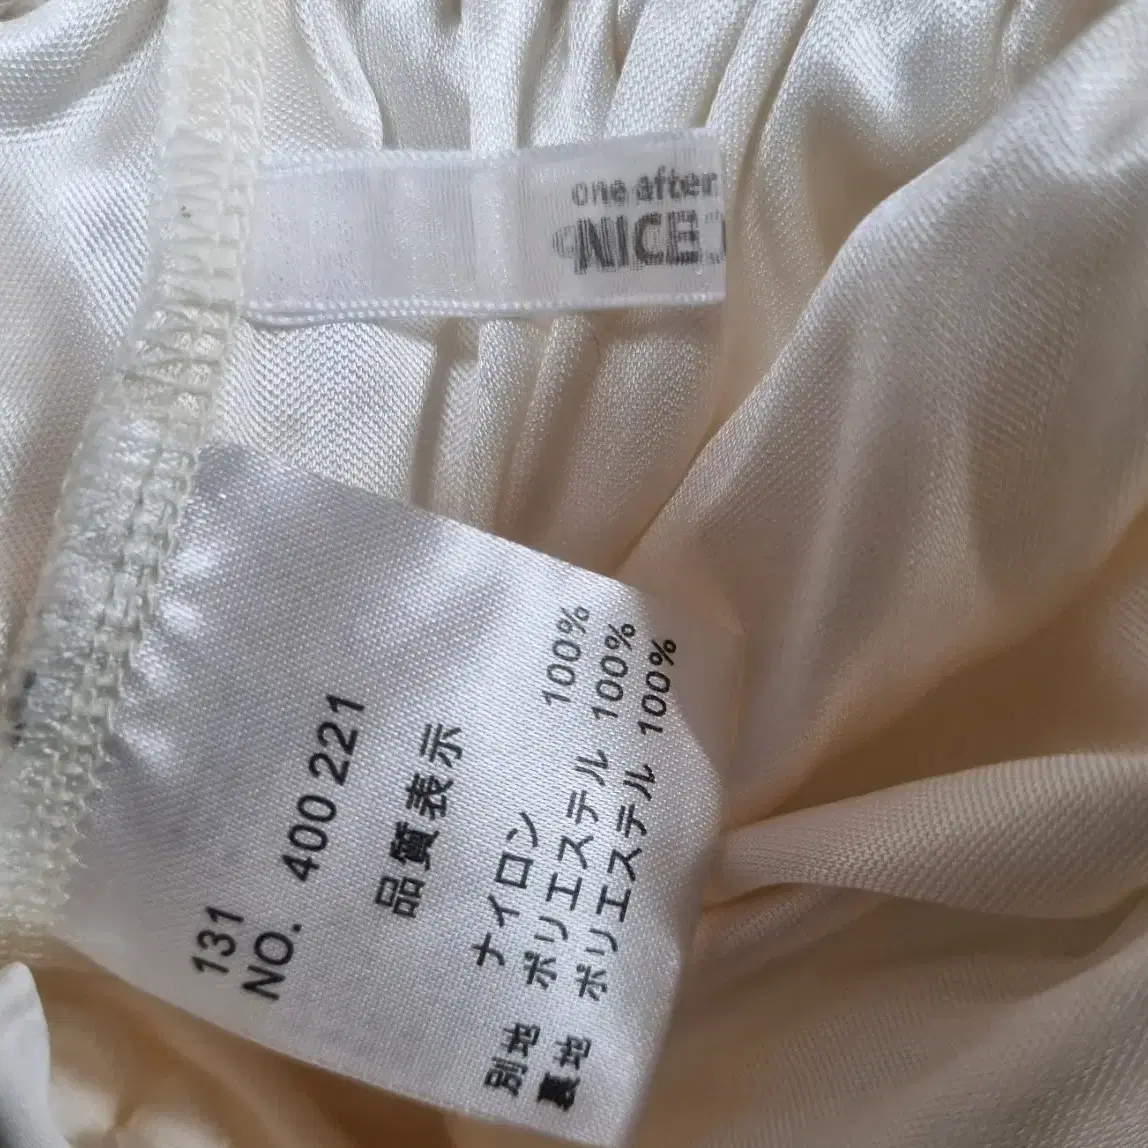 one after
NICE
131
NO. 400 221
品質表示
ナイロン 100%
別地 ポリエステル 100%
裏地 ポリエステル 100%